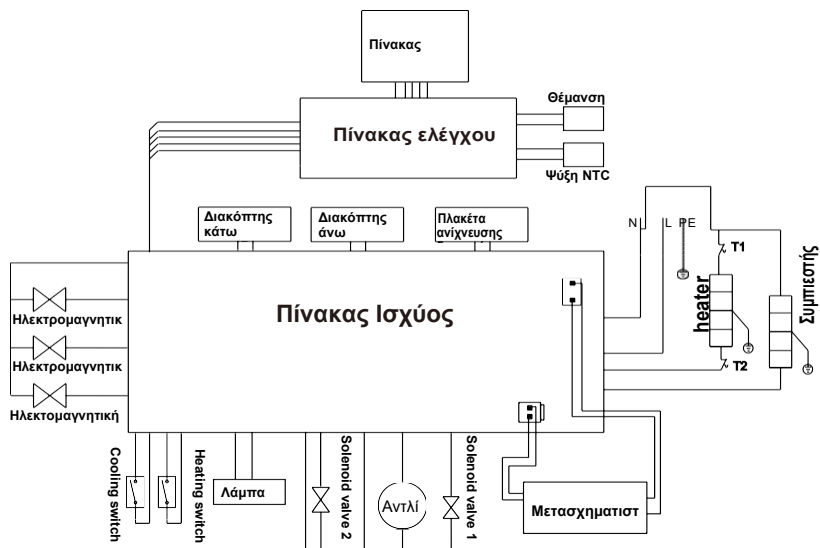 Πίνακας
Θέμανση
Πίνακας ελέγχου
Ψύξη NTC
Διακόπτης
κάτω
Διακόπτης
άνω
Πλακέτα
ανίχνευσης
N
L
PE
T1
heater
Συμπιεστής
T2
Πίνακας Ισχύος
Ηλεκτρομαγνητικ
Ηλεκτρομαγνητικ
Ηλεκτομαγνητική
Cooling switch
Heating switch
Λάμπα
Solenoid valve 2
Αντλί
Solenoid valve 1
Μετασχηματιστ